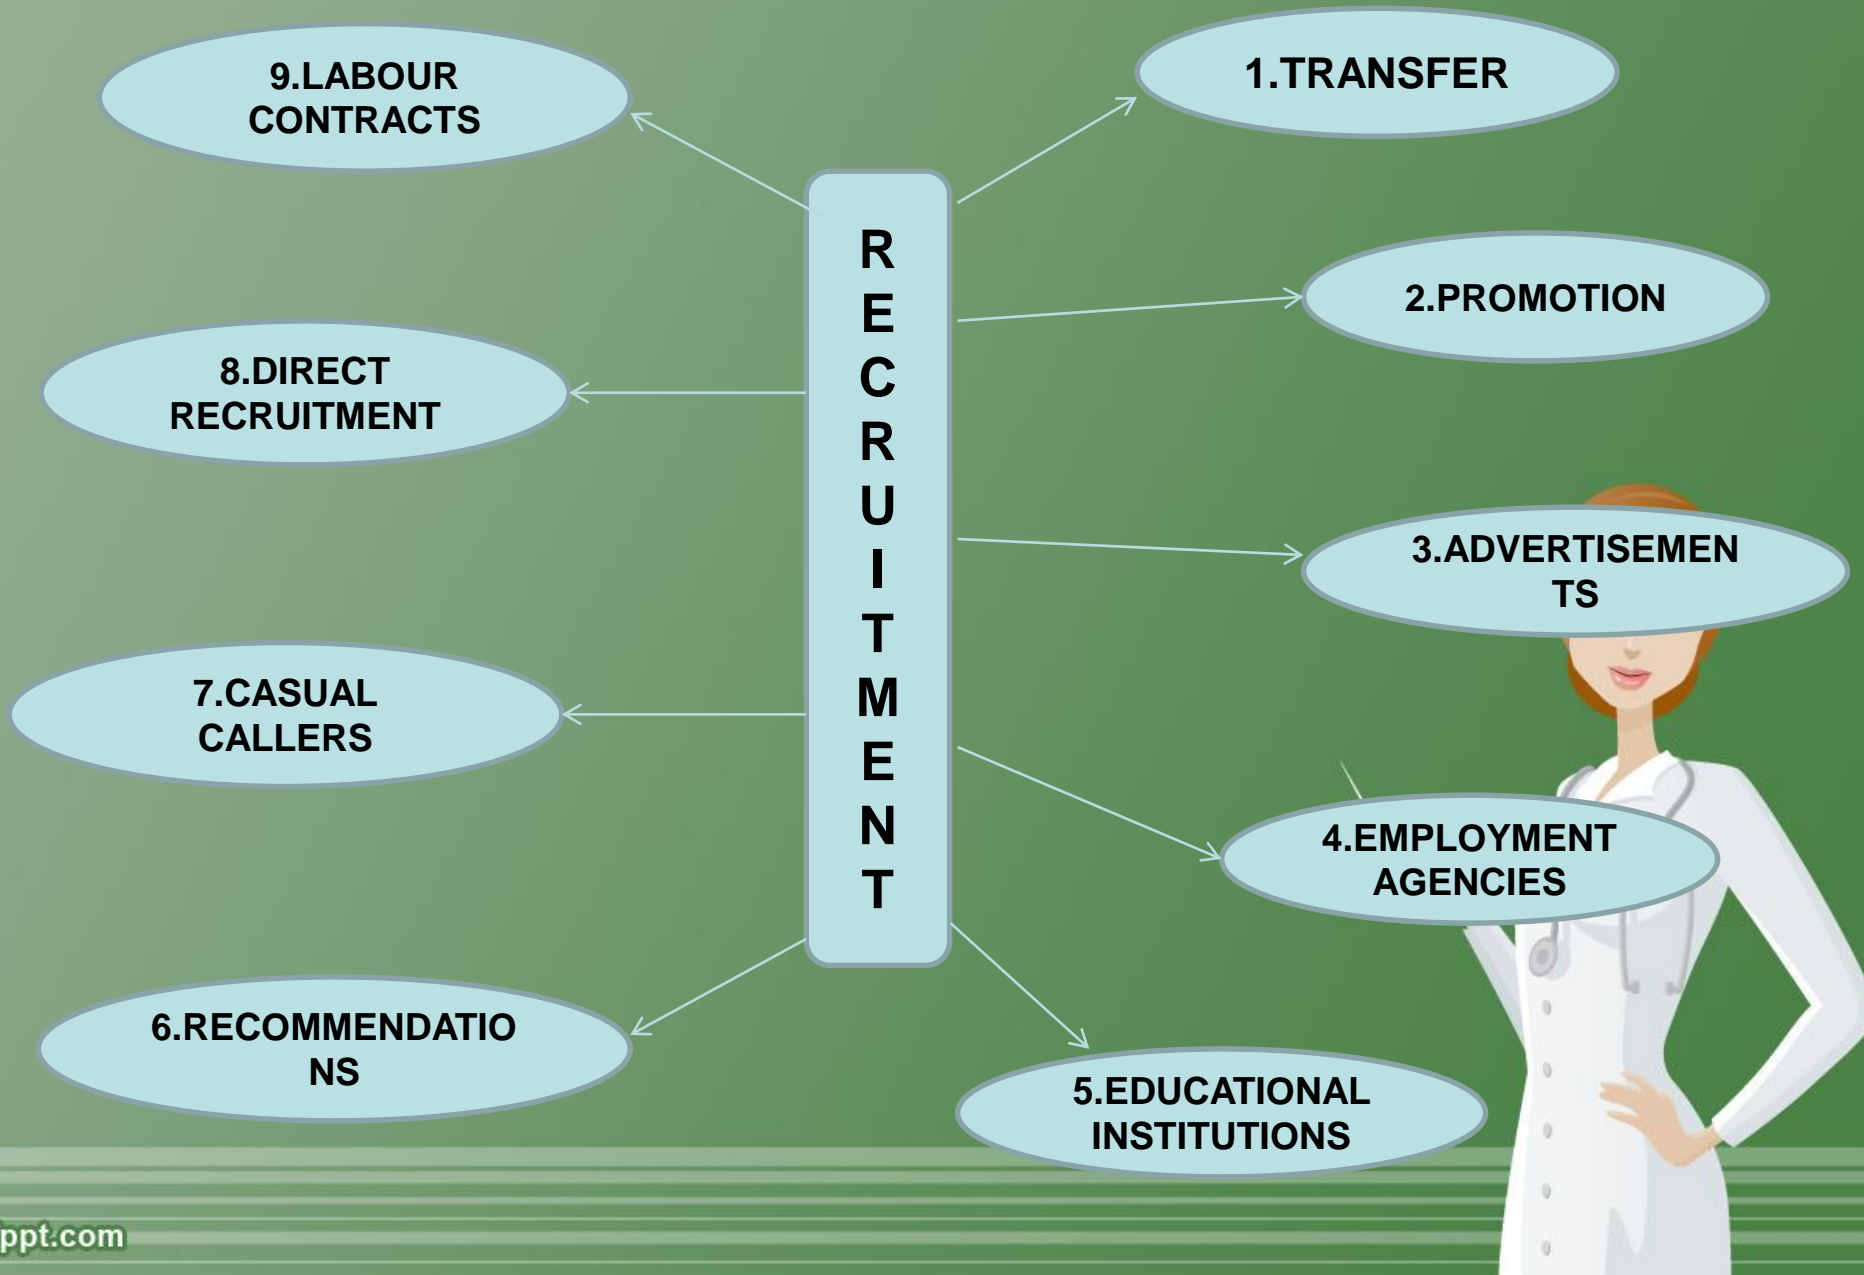 9.LABOUR
CONTRACTS
1.TRANSFER
R
E
C
R
U
I
T
M
E
N
T
2.PROMOTION
8.DIRECT
RECRUITMENT
3.ADVERTISEMEN
TS
7.CASUAL
CALLERS
4.EMPLOYMENT
AGENCIES
6.RECOMMENDATIO
NS
5.EDUCATIONAL
INSTITUTIONS
ppt.com